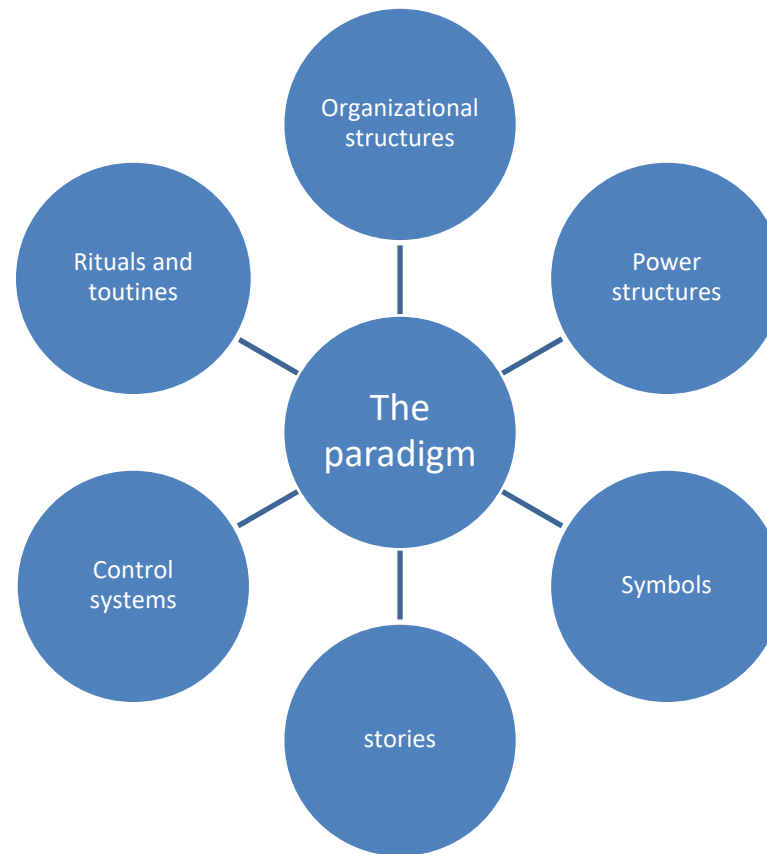 Organizational
structures
Rituals and
toutines
Power
structures
The
paradigm
Control
systems
Symbols
stories